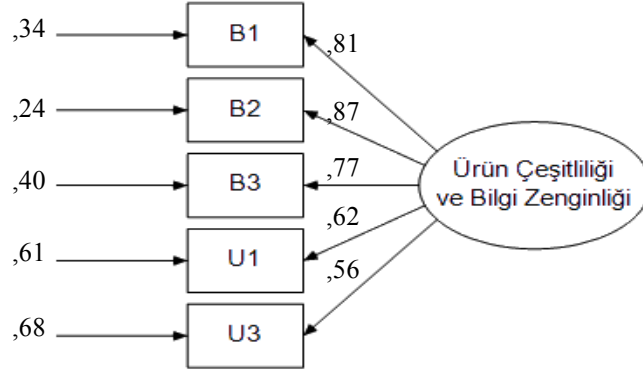 ,34
B1
,81
,24
B2
,87
,40
B3
,77
Ürün Çeşitliliği
ve Bilgi Zenginliği
,61
U1
,62
,68
U3
,56